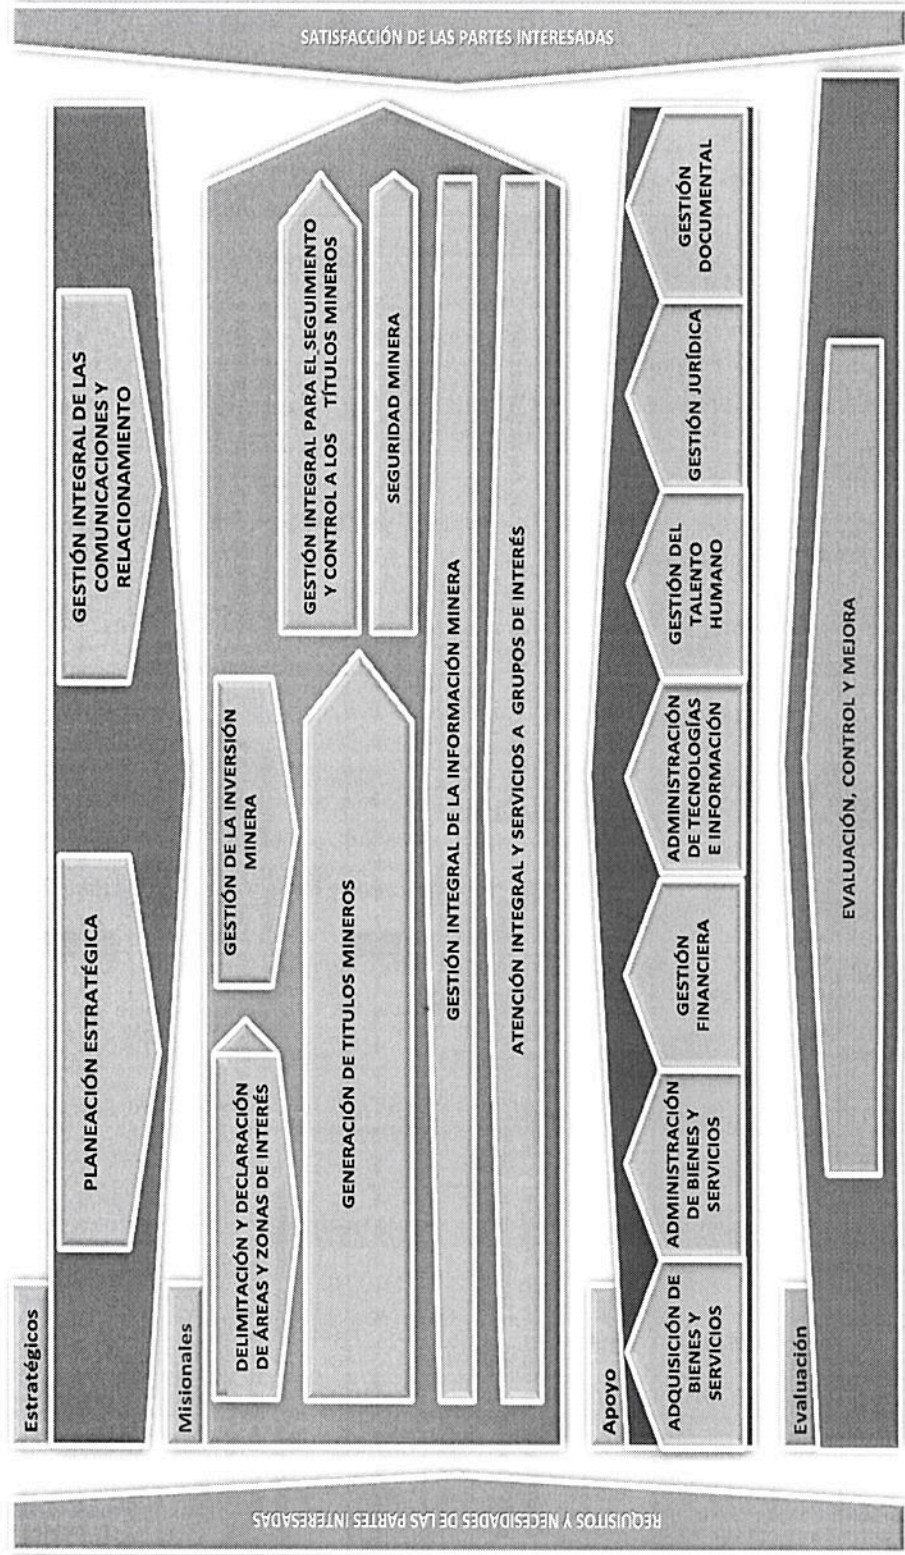 REQUISITOS Y NECESIDADES DE LAS PARTES INTERESADAS
Estratégicos
PLANEACIÓN ESTRATÉGICA
GESTIÓN INTEGRAL DE LAS
COMUNICACIONES Y
RELACIONAMIENTO
Misionales
DELIMITACIÓN Y DECLARACIÓN
DE ÁREAS Y ZONAS DE INTERÉS
GESTIÓN DE LA INVERSIÓN
MINERA
GENERACIÓN DE TITULOS MINEROS
GESTIÓN INTEGRAL PARA EL SEGUIMIENTO
Y CONTROL A LOS TÍTULOS MINEROS
SEGURIDAD MINERA
GESTIÓN INTEGRAL DE LA INFORMACIÓN MINERA
ATENCIÓN INTEGRAL Y SERVICIOS A GRUPOS DE INTERÉS
Apoyo
ADQUISICIÓN DE
BIENES Y
SERVICIOS
ADMINISTRACIÓN
DE BIENES Y
SERVICIOS
GESTIÓN
FINANCIERA
ADMINISTRACIÓN
DE TECNOLOGÍAS
E INFORMACIÓN
GESTIÓN DEL
TALENTO
HUMANO
GESTIÓN JURÍDICA
GESTIÓN
DOCUMENTAL
Evaluación
EVALUACIÓN, CONTROL Y MEJORA
SATISFACCIÓN DE LAS PARTES INTERESADAS